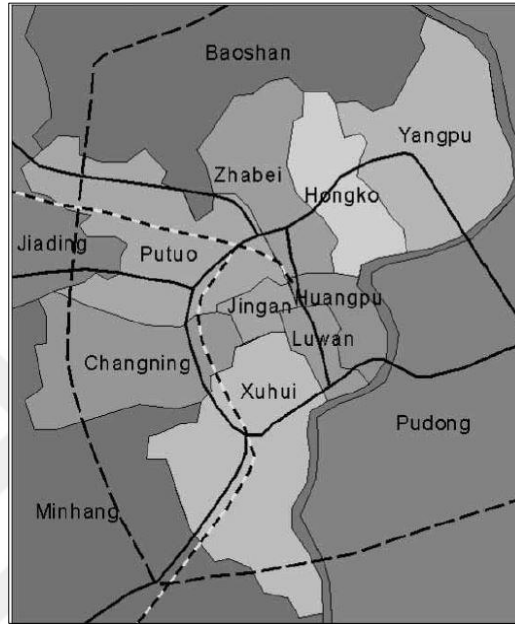 Baoshan
Yangpu
Zhabei
Hongko
Jiading
Putuo
Jingan
Huangpu
Luwan
Changning
Xuhui
Pudong
Minhang